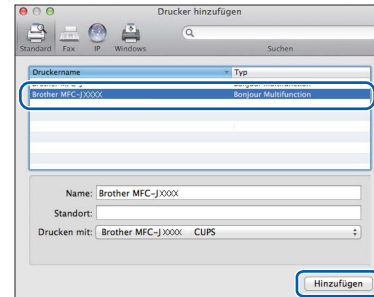 Drucker hinzufügen
Standard Fax IP Windows Suchen
Druckername Typ
Brother MFC-JXXXX Bonjour Multifunction
Name: Brother MFC-JXXXX
Standort:
Drucken mit: Brother MFC-JXXXX CUPS
Hinzufügen